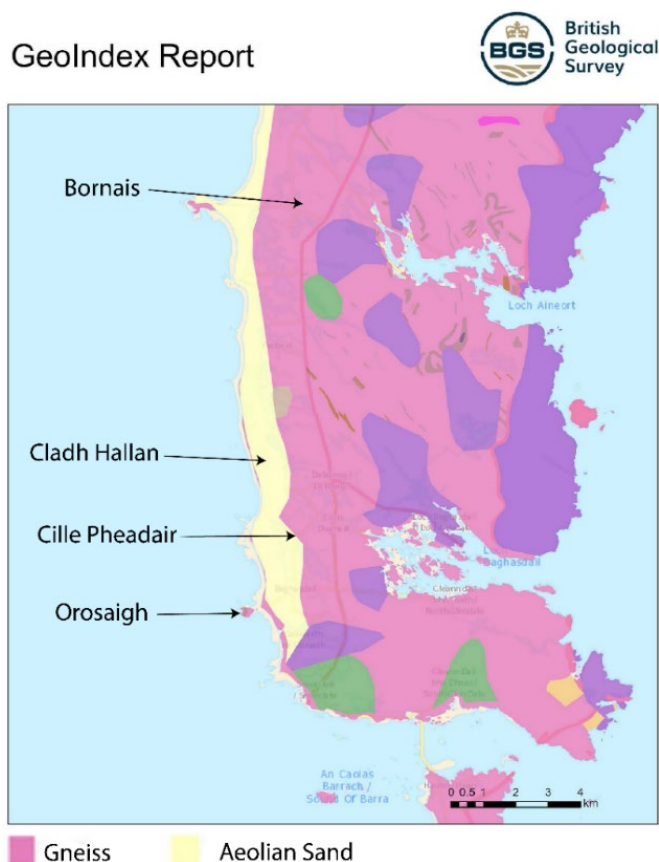 GeoIndex Report
BGS
British
Geological
Survey
Bornais
Loch Aineort
Cladh Hallan
Cille Pheadair
Baghasdail
Orosaigh
An Caolas
Barrach /
Sound Of Barra
0 0.5 1 2 3 4
km
Gneiss
Aeolian Sand